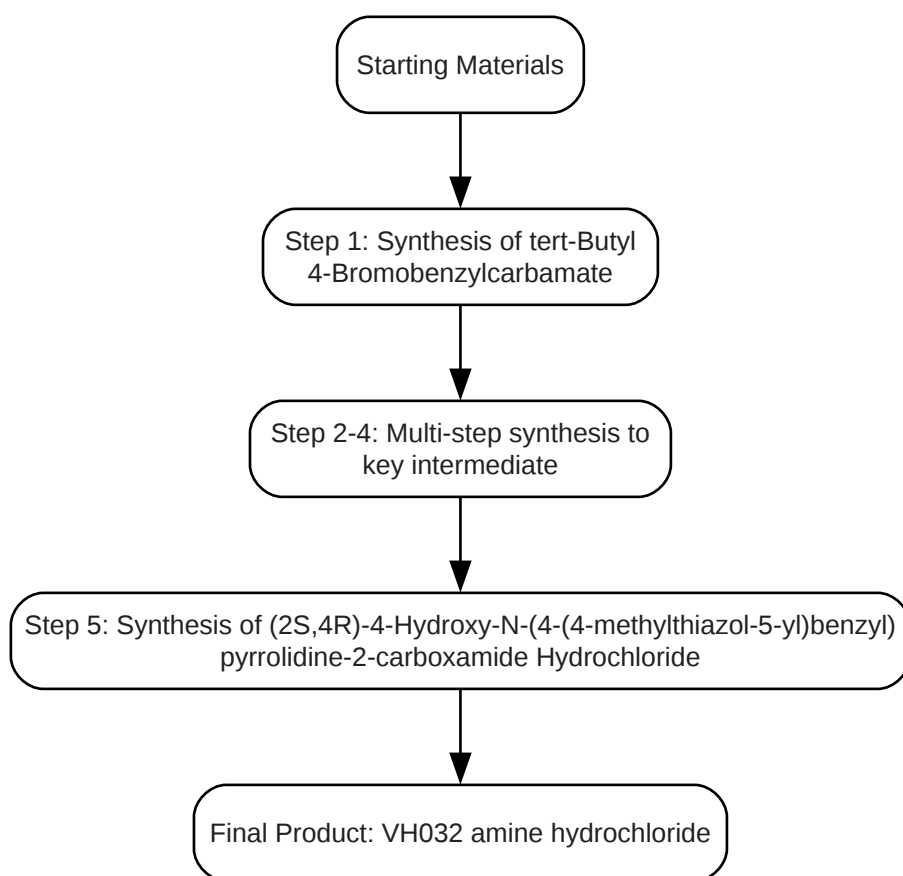 Starting Materials
Step 1: Synthesis of tert-Butyl
4-Bromobenzylcarbamate
Step 2-4: Multi-step synthesis to
key intermediate
Step 5: Synthesis of (2S,4R)-4-Hydroxy-N-(4-(4-methylthiazol-5-yl)benzyl)
pyrrolidine-2-carboxamide Hydrochloride
Final Product: VH032 amine hydrochloride